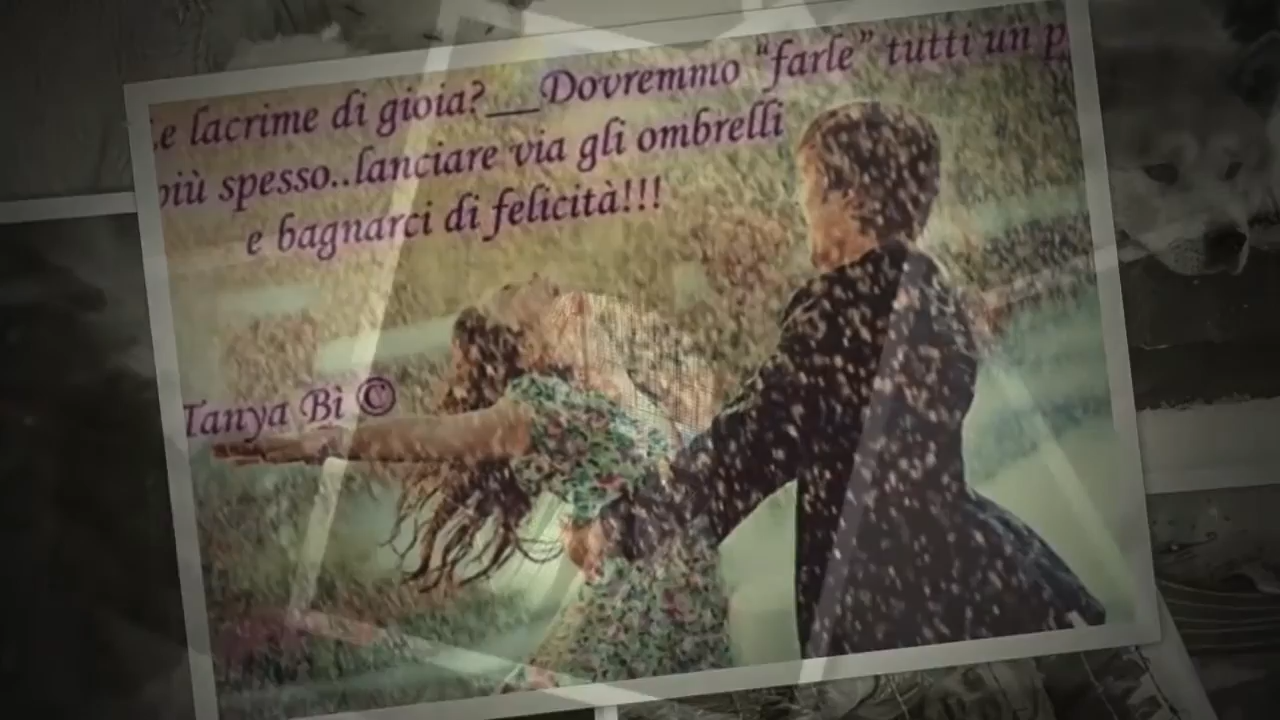 Le lacrime di gioia?__Dovremmo “farle” tutti un p
più spesso..lanciare via gli ombrelli
e bagnarci di felicità!!!
Tanya Bì ©